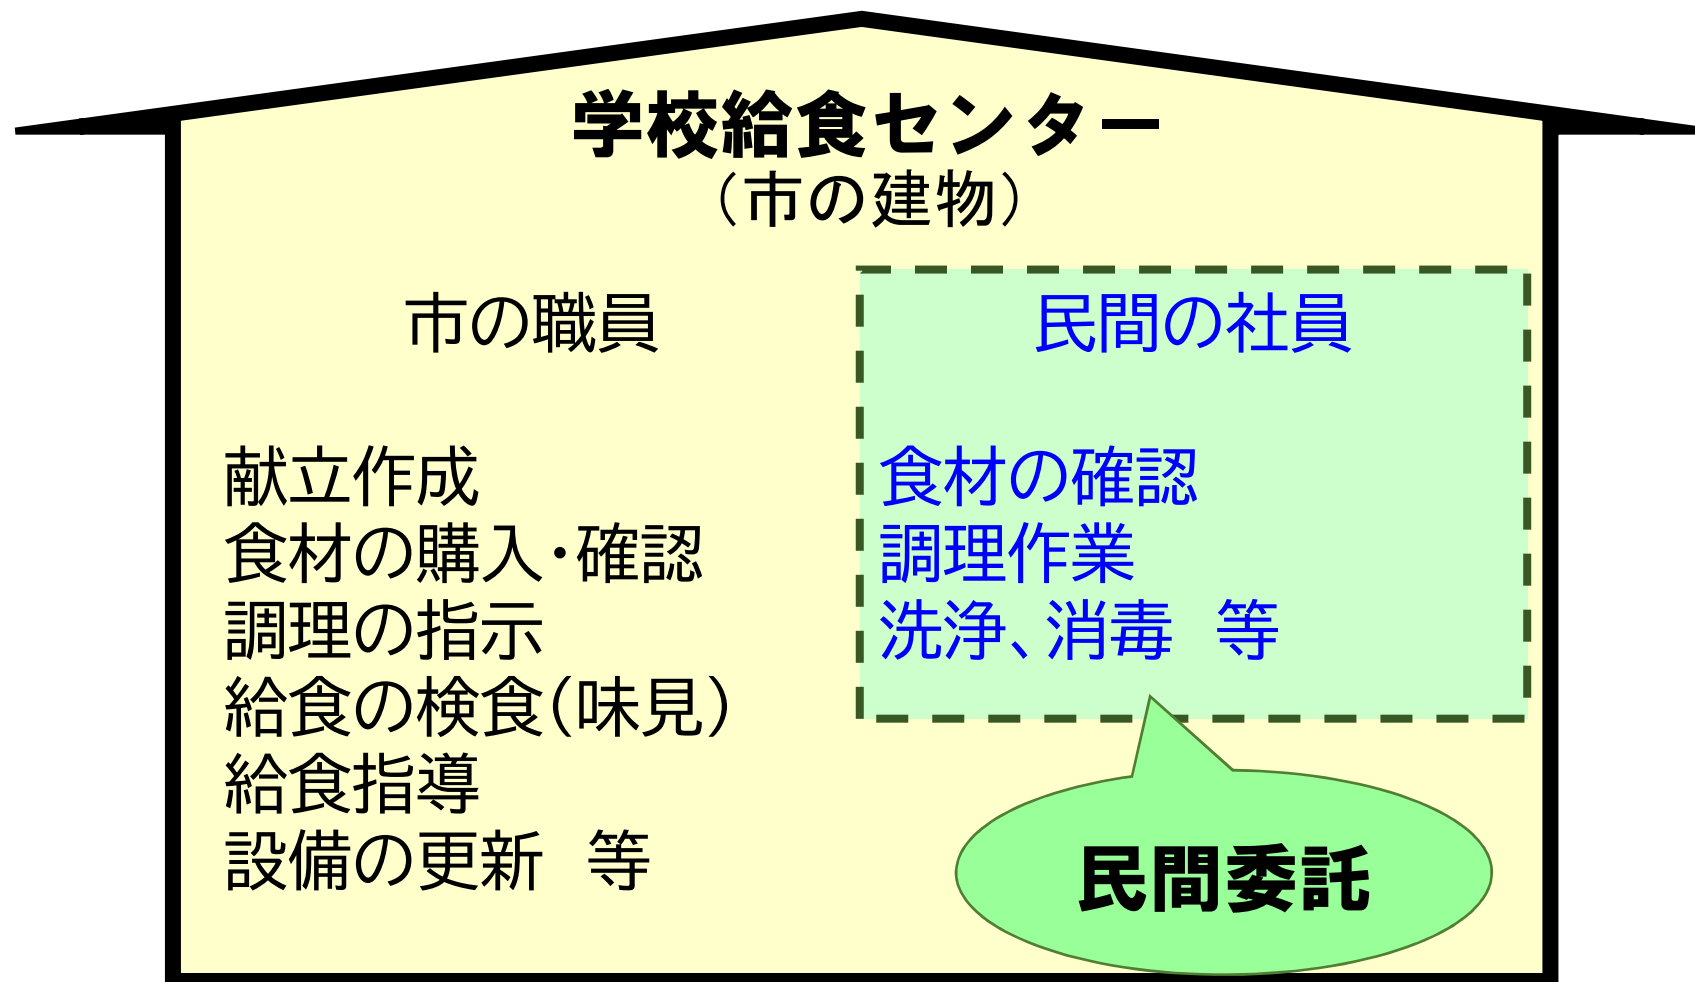 学校給食センター
（市の建物）
市の職員
献立作成
食材の購入・確認
調理の指示
給食の検食（味見）
給食指導
設備の更新　等
民間の社員
食材の確認
調理作業
洗浄、消毒　等
民間委託